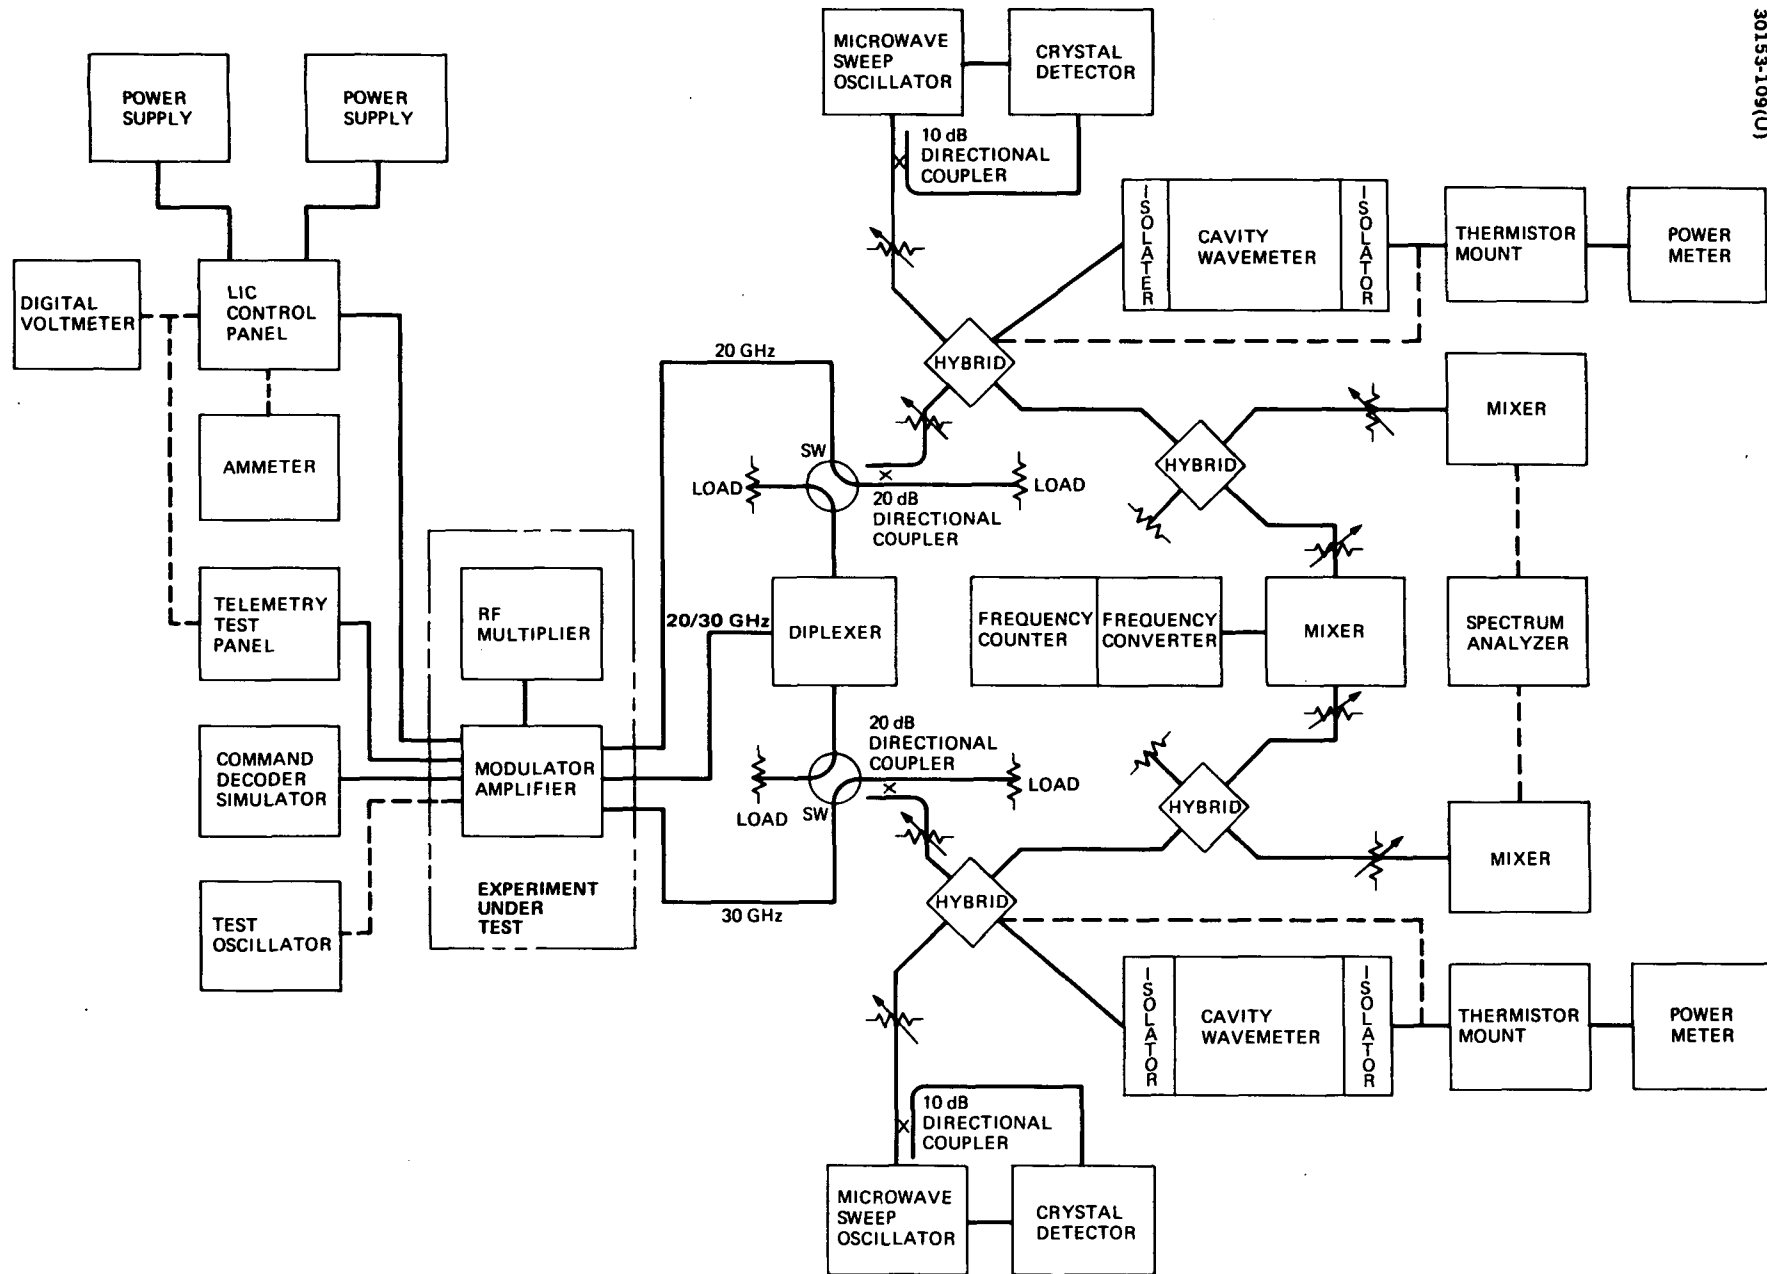 30153-109(U)
MICROWAVE
SWEEP
OSCILLATOR
CRYSTAL
DETECTOR
POWER
SUPPLY
POWER
SUPPLY
10 dB
DIRECTIONAL
COUPLER
ISOLATER
CAVITY
WAVEMETER
ISOLATOR
THERMISTOR
MOUNT
POWER
METER
DIGITAL
VOLTMETER
LIC
CONTROL
PANEL
20 GHz
HYBRID
MIXER
AMMETER
SW
HYBRID
LOAD
LOAD
20 dB
DIRECTIONAL
COUPLER
TELEMETRY
TEST
PANEL
RF
MULTIPLIER
20/30 GHz
DIPLEXER
FREQUENCY
COUNTER
FREQUENCY
CONVERTER
MIXER
SPECTRUM
ANALYZER
COMMAND
DECODER
SIMULATOR
MODULATOR
AMPLIFIER
20 dB
DIRECTIONAL
COUPLER
LOAD
SW
LOAD
HYBRID
MIXER
TEST
OSCILLATOR
EXPERIMENT
UNDER
TEST
30 GHz
HYBRID
ISOLATOR
CAVITY
WAVEMETER
ISOLATOR
THERMISTOR
MOUNT
POWER
METER
10 dB
DIRECTIONAL
COUPLER
MICROWAVE
SWEEP
OSCILLATOR
CRYSTAL
DETECTOR